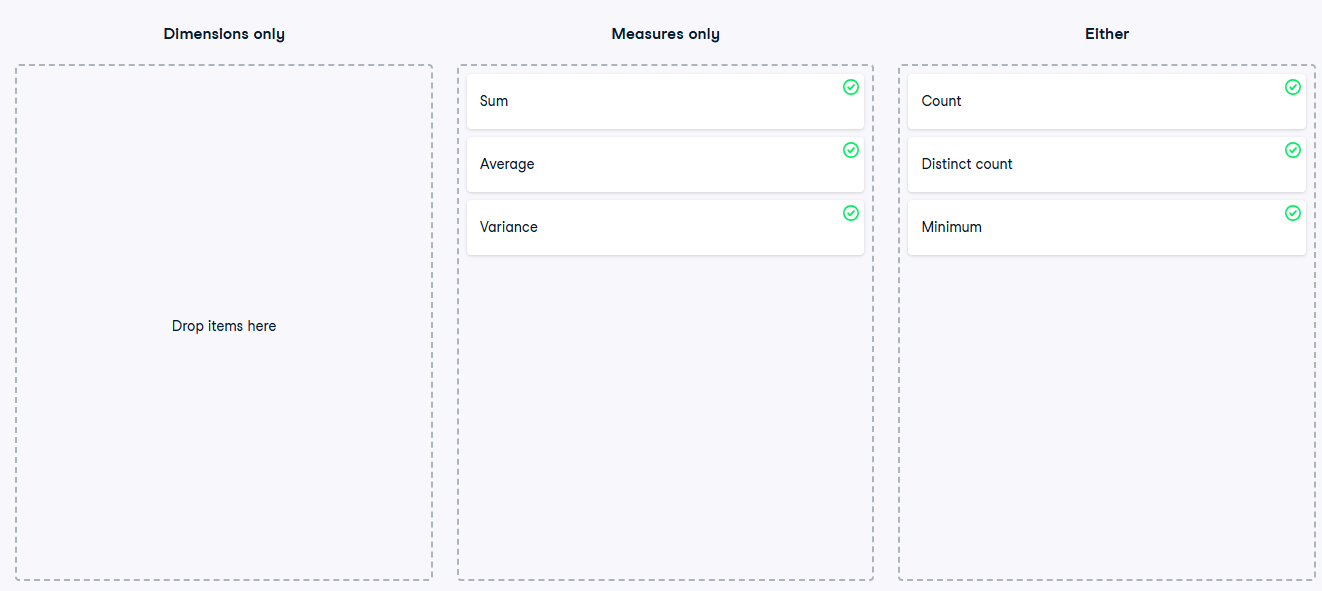 Dimensions only
Drop items here
Measures only
Sum
Average
Variance
Either
Count
Distinct count
Minimum